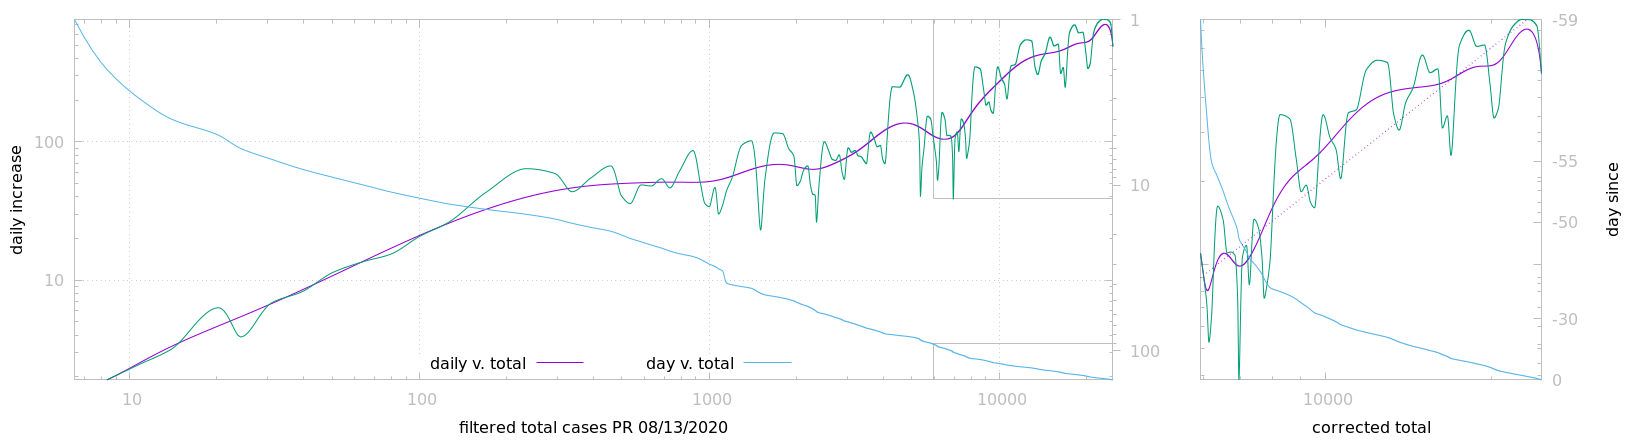 1
-59
100
-55
10
-50
10
-30
100
0
daily increase
day since
daily v. total
day v. total
10
100
1000
10000
10000
filtered total cases PR 08/13/2020
corrected total